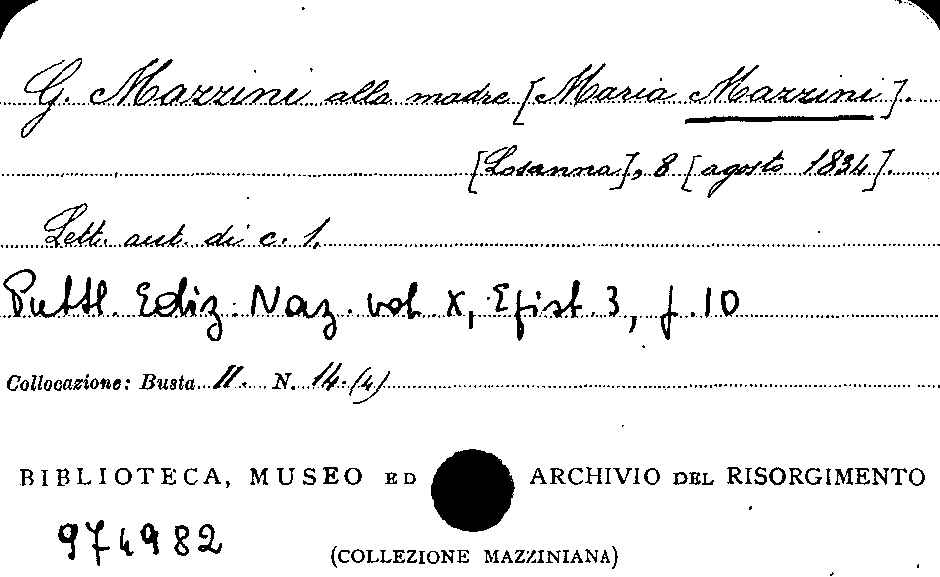 G. Mazzini alla madre [Maria Mazzini].
[Losanna], 8 [agosto 1834].
Lett. aut. di c. 1.
Pubbl. Ediz. Naz. vol. X, Epist. 3, p. 10
Collocazione: Busta II. N. 14.(4)
BIBLIOTECA, MUSEO ED ARCHIVIO DEL RISORGIMENTO
974982
(COLLEZIONE MAZZINIANA)